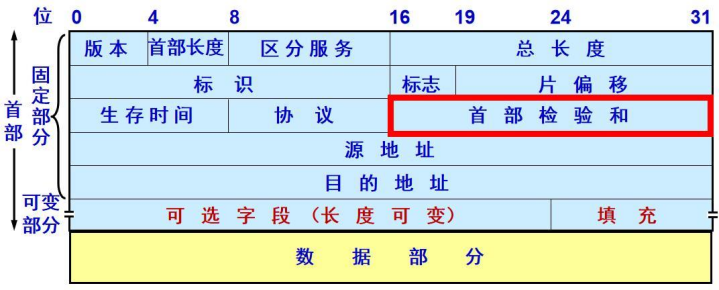 位 0 4 8 16 19 24 31
版 本 首部长度 区 分 服 务 总 长 度
标 识 标志 片 偏 移
生 存 时 间 协 议 首 部 检 验 和
源 地 址
目 的 地 址
可 选 字 段 （长 度 可 变） 填 充
数 据 部 分
首部
固定部分
可变部分